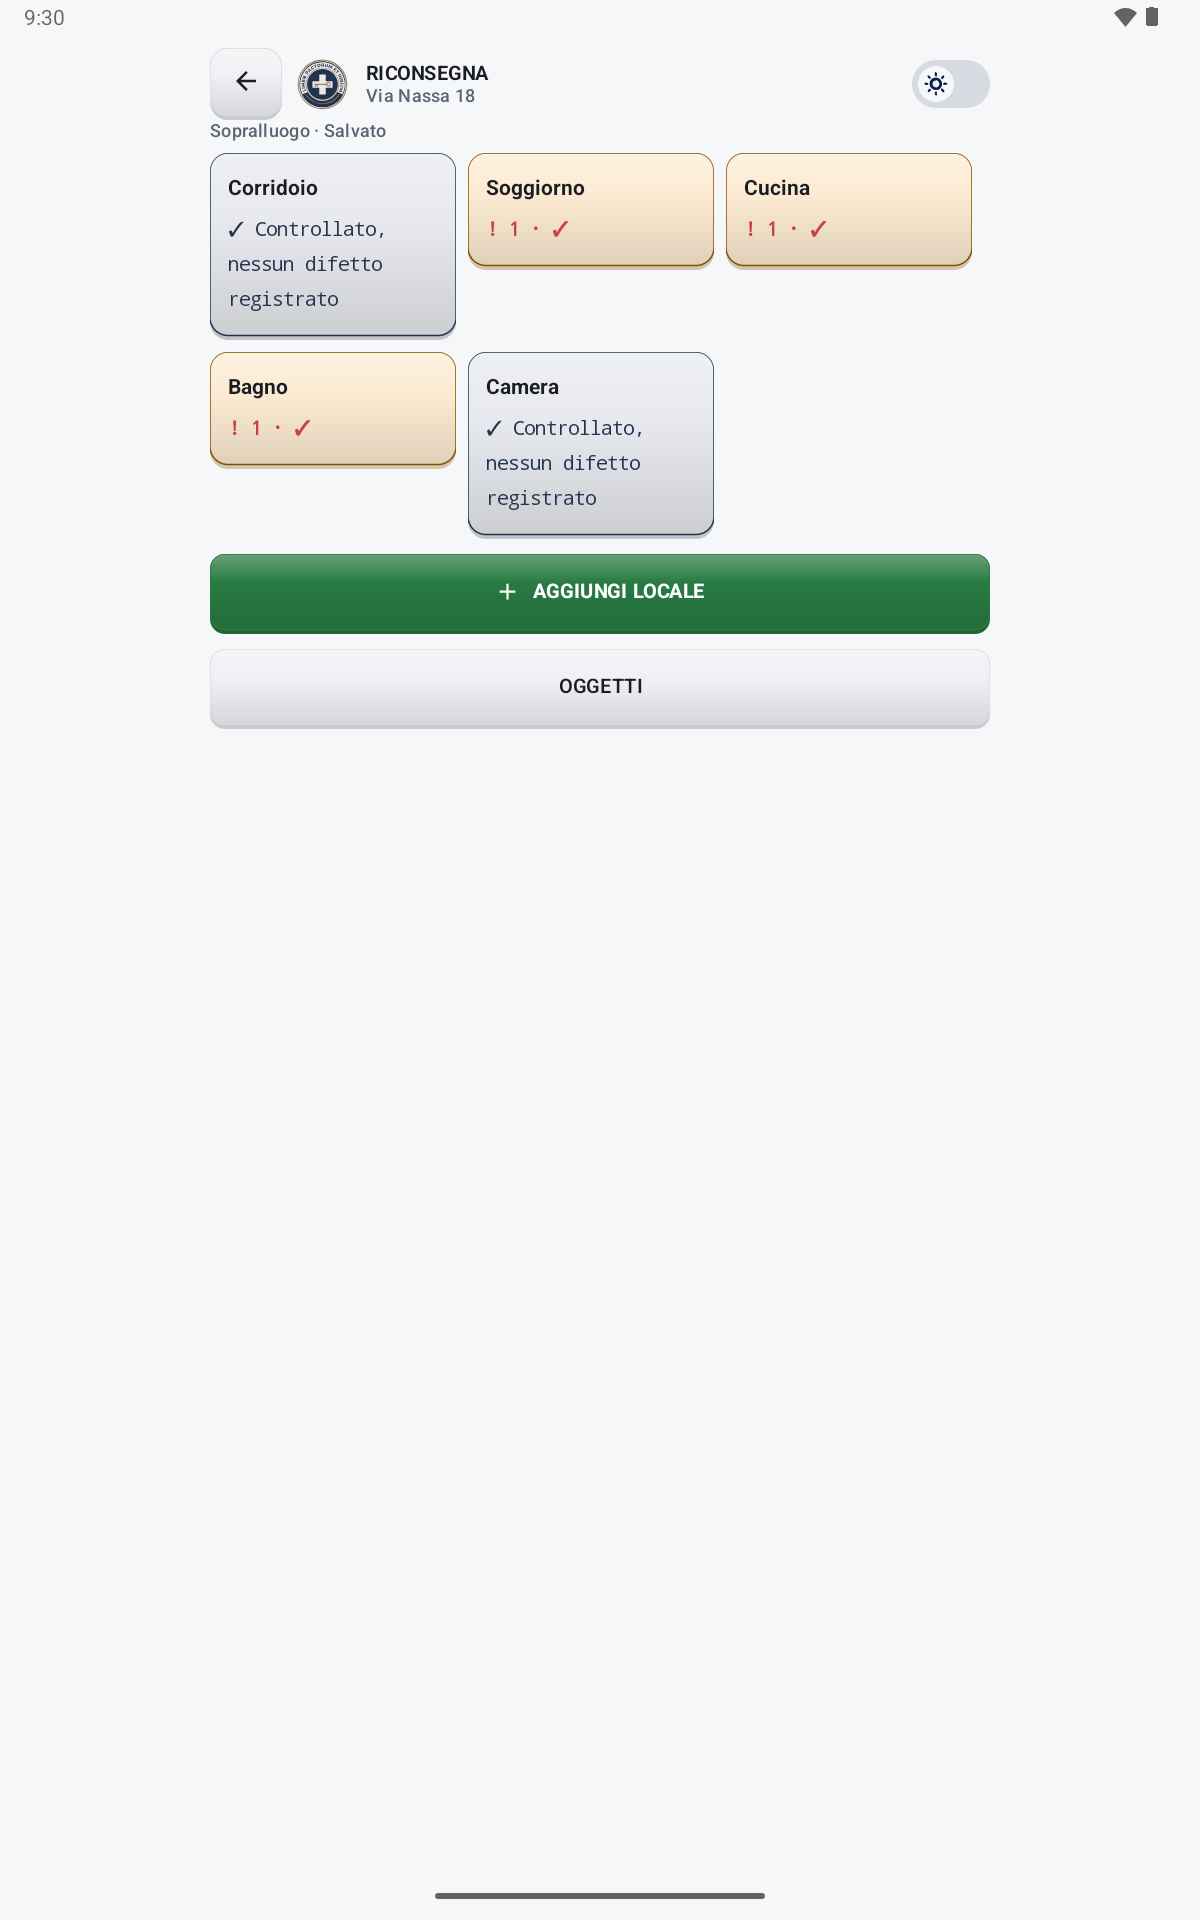 9:30
RICONSEGNA
Via Nassa 18
Sopralluogo · Salvato
Corridoio
✓ Controllato,
nessun difetto
registrato
Soggiorno
! 1 · ✓
Cucina
! 1 · ✓
Bagno
! 1 · ✓
Camera
✓ Controllato,
nessun difetto
registrato
+ AGGIUNGI LOCALE
OGGETTI